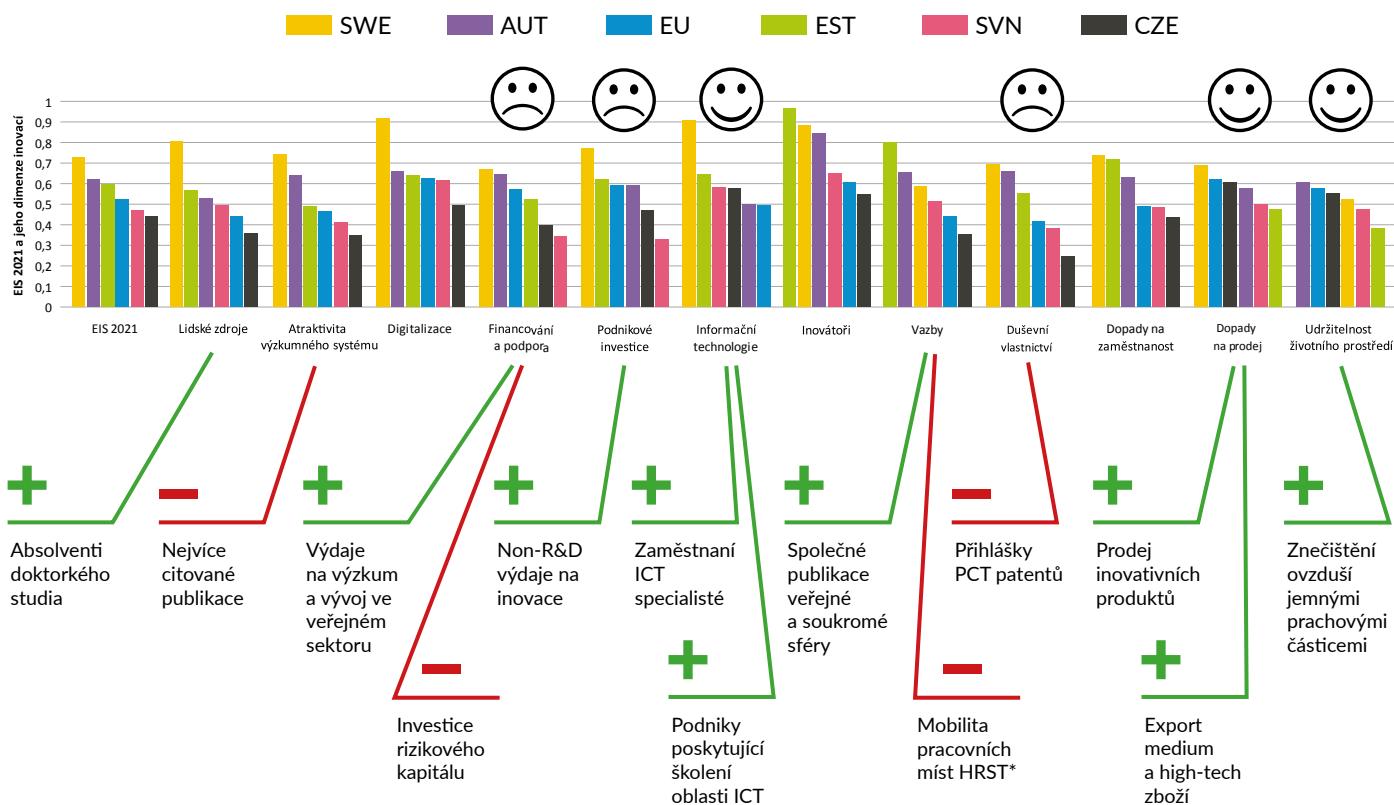 SWE
AUT
EU
EST
SVN
CZE
EIS 2021 a jeho dimenze inovací
1
0,9
0,8
0,7
0,6
0,5
0,4
0,3
0,2
0,1
0
EIS 2021
Lidské zdroje
Atraktivita
výzkumného systému
Digitalizace
Financování
a podpora
Podnikové
investice
Informační
technologie
Inovátoři
Vazby
Duševní
vlastnictví
Dopady na
zaměstnanost
Dopady
na prodej
Udržitelnost
životního prostředí
Absolventi
doktorkého
studia
Nejvíce
citované
publikace
Výdaje
na výzkum
a vývoj ve
veřejném
sektoru
Non-R&D
výdaje na
inovace
Zaměstnaní
ICT
specialisté
Společné
publikace
veřejné
a soukromé
sféry
Přihlášky
PCT patentů
Prodej
inovativních
produktů
Znečištění
ovzduší
jemnými
prachovými
částicemi
Investice
rizikového
kapitálu
Podniky
poskytující
školení
oblasti ICT
Mobilita
pracovních
míst HRST*
Export
medium
a high-tech
zboží